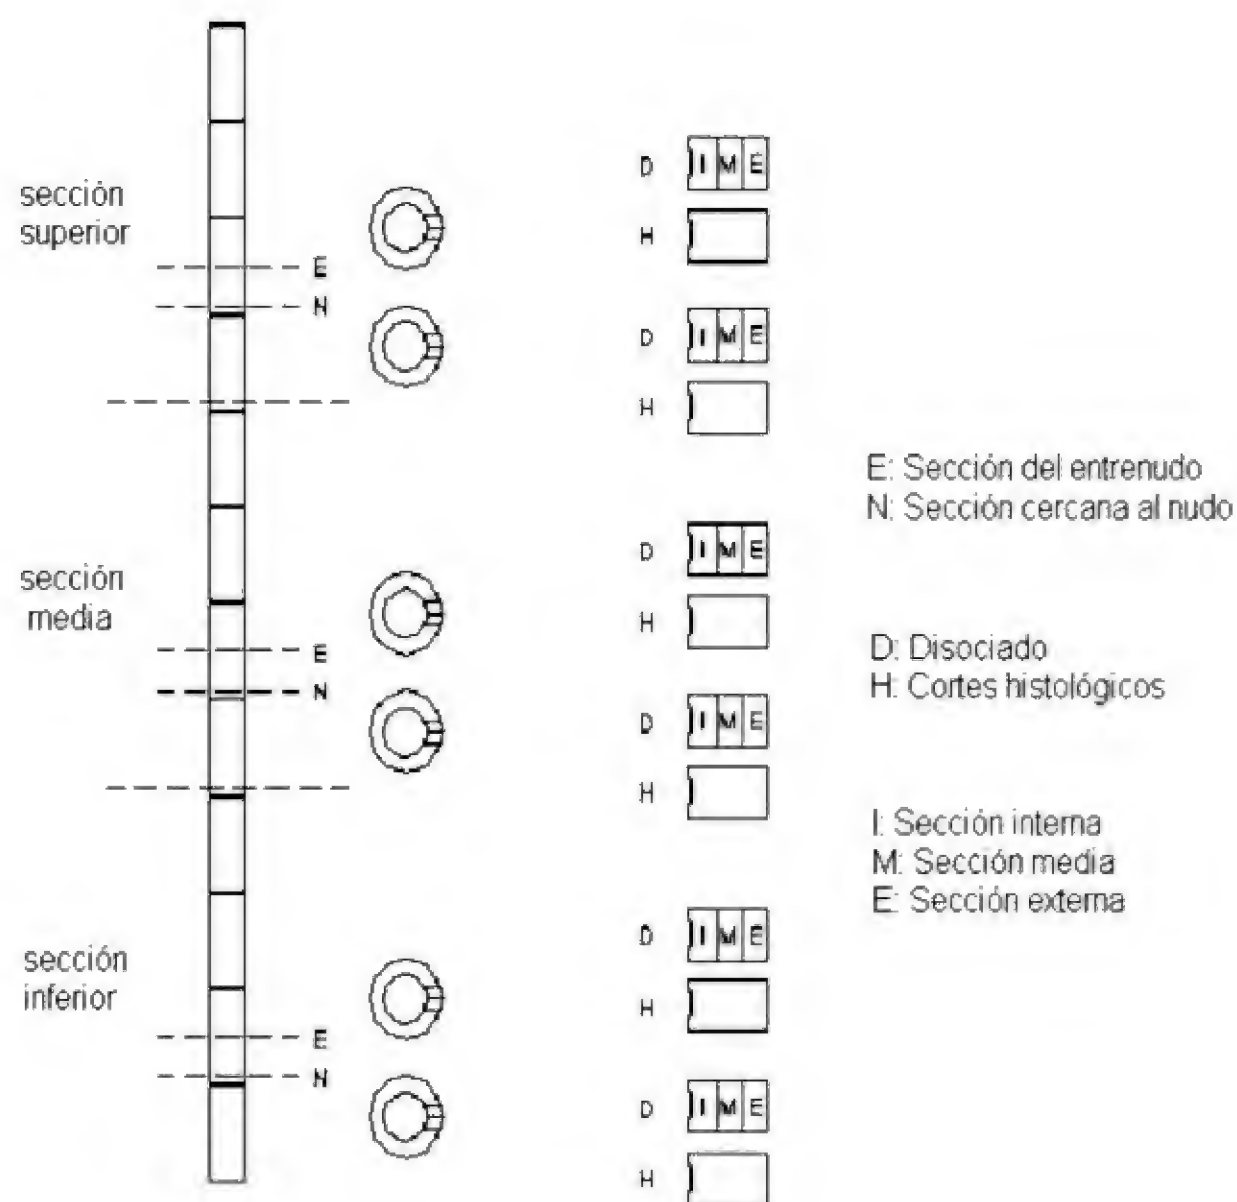 sección
superior
E
N
D I M E
H
D I M E
H
sección
media
E
N
D I M E
H
D I M E
H
sección
inferior
E
N
D I M E
H
D I M E
H
E: Sección del entrenudo
N: Sección cercana al nudo
D: Disociado
H: Cortes histológicos
I: Sección interna
M: Sección media
E: Sección externa